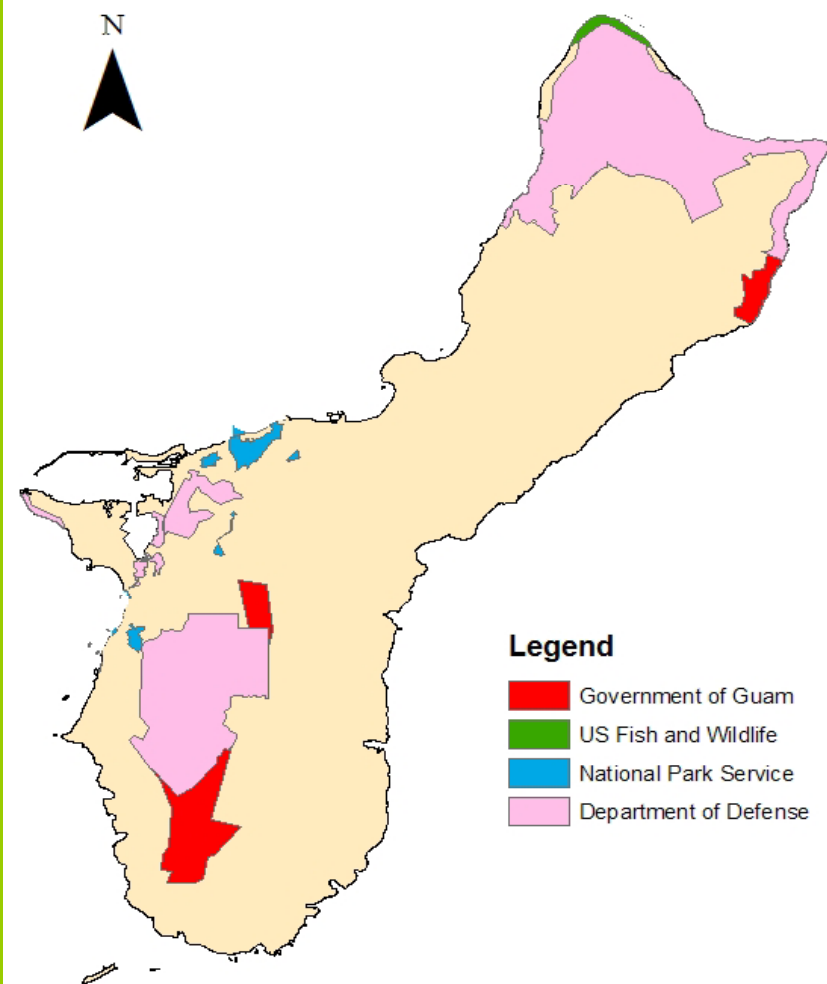 N
Legend
Government of Guam
US Fish and Wildlife
National Park Service
Department of Defense